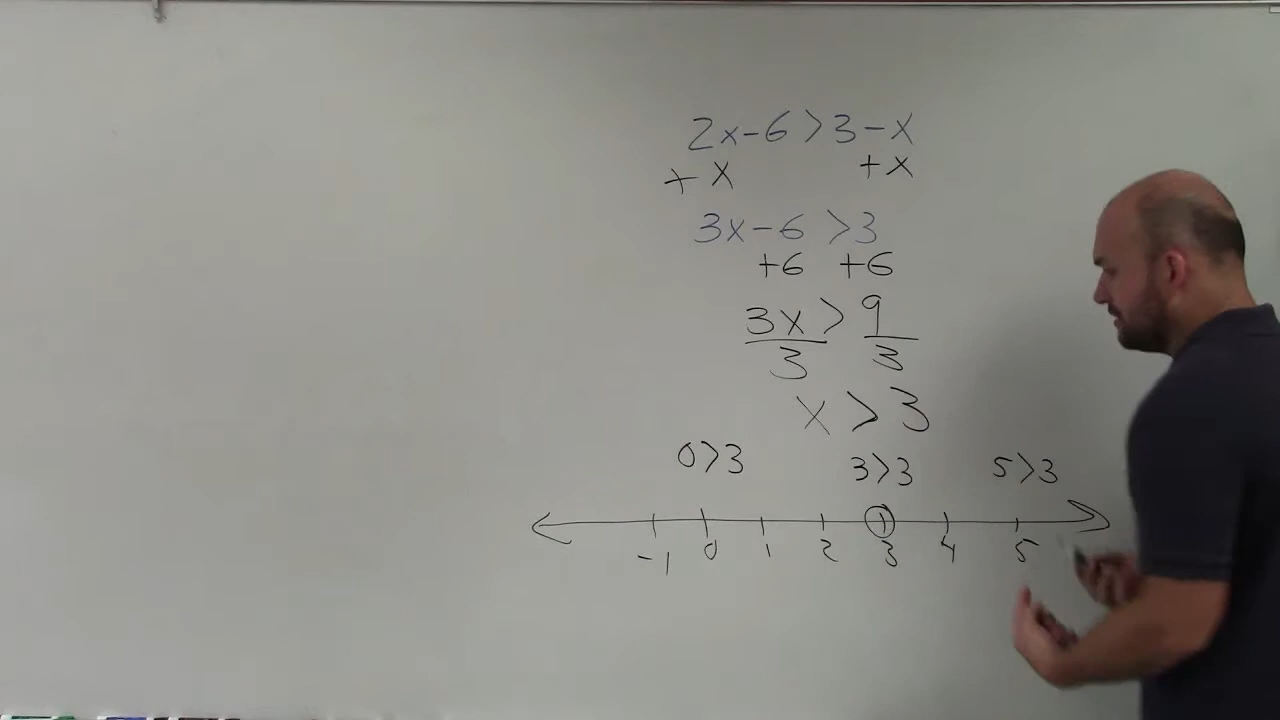 2x-6>3-x
+x +x
3x-6>3
+6 +6
3x>9
3 3
x>3
0>3 3>3 5>3
-1 0 1 2 3 4 5